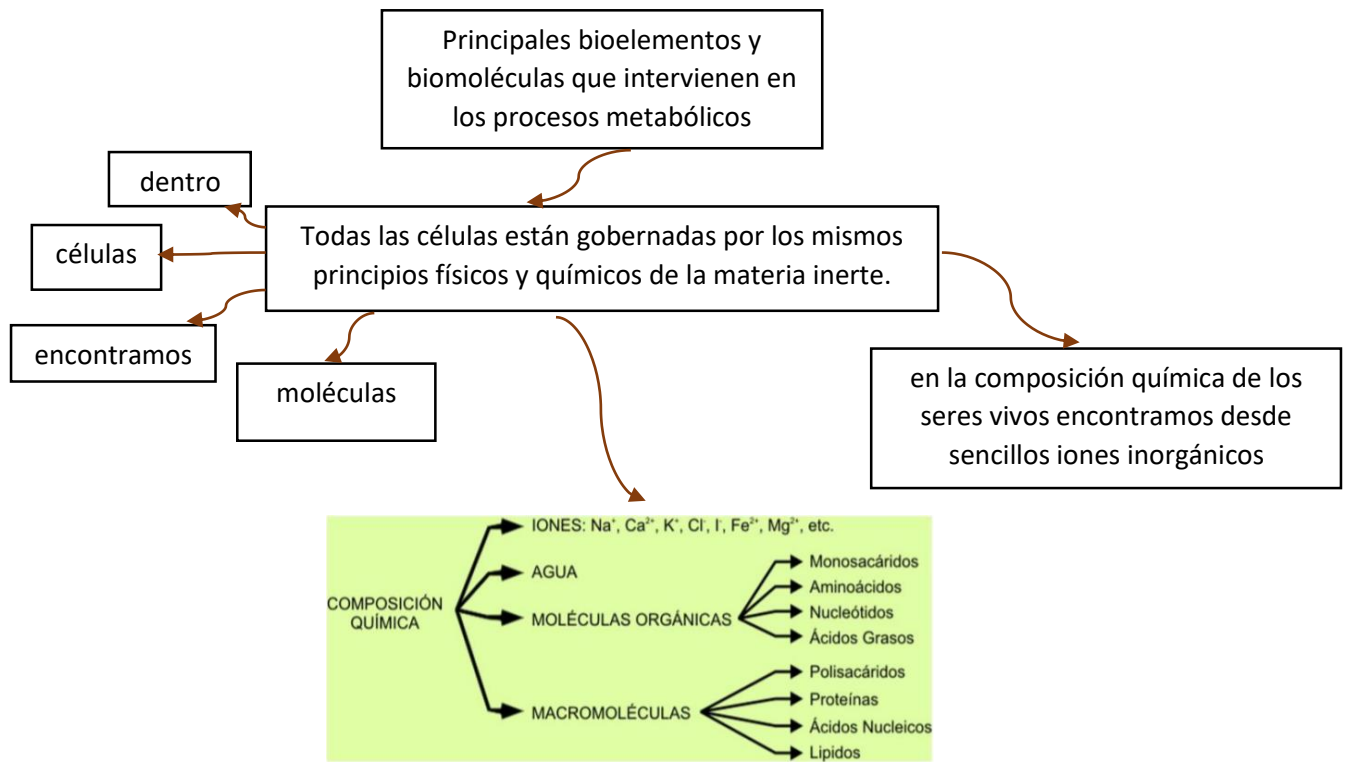 Principales bioelementos y
biomoléculas que intervienen en
los procesos metabólicos
dentro
Todas las células están gobernadas por los mismos
principios físicos y químicos de la materia inerte.
células
encontramos
moléculas
en la composición química de los
seres vivos encontramos desde
sencillos iones inorgánicos
COMPOSICIÓN
QUÍMICA
IONES: Na⁺, Ca²⁺, K⁺, Cl⁻, I⁻, Fe²⁺, Mg²⁺, etc.
AGUA
MOLÉCULAS ORGÁNICAS
Monosacáridos
Aminoácidos
Nucleótidos
Ácidos Grasos
MACROMOLÉCULAS
Polisacáridos
Proteínas
Ácidos Nucleicos
Lipidos